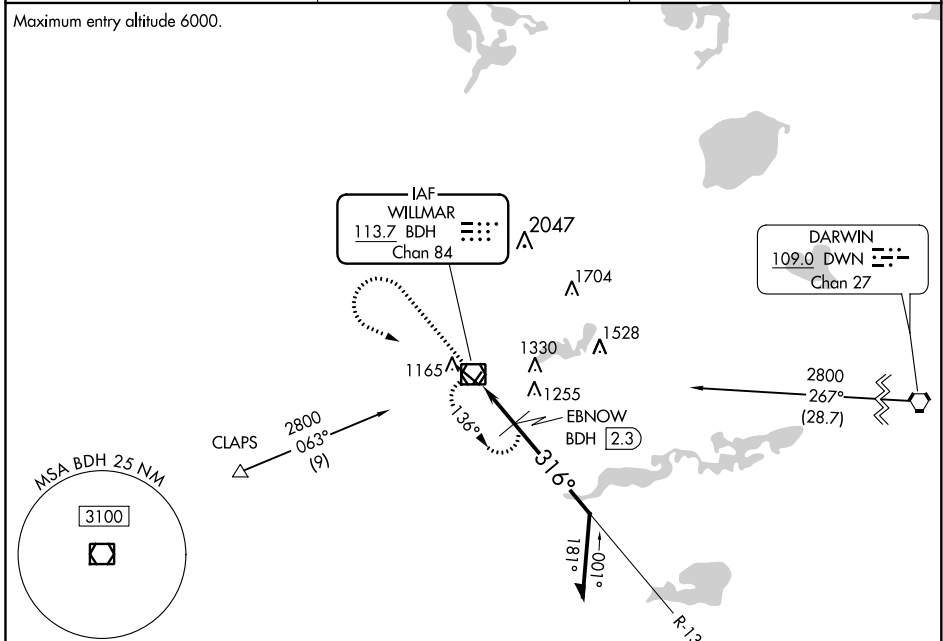 Maximum entry altitude 6000.
IAF
WILLMAR
113.7 BDH
Chan 84
2047
DARWIN
109.0 DWN
Chan 27
1704
1528
1330
1165
1255
2800
267°
(28.7)
EBNOW
BDH 2.3
136°
316°
CLAPS
2800
063°
(9)
MSA BDH 25 NM
3100
181°
001°